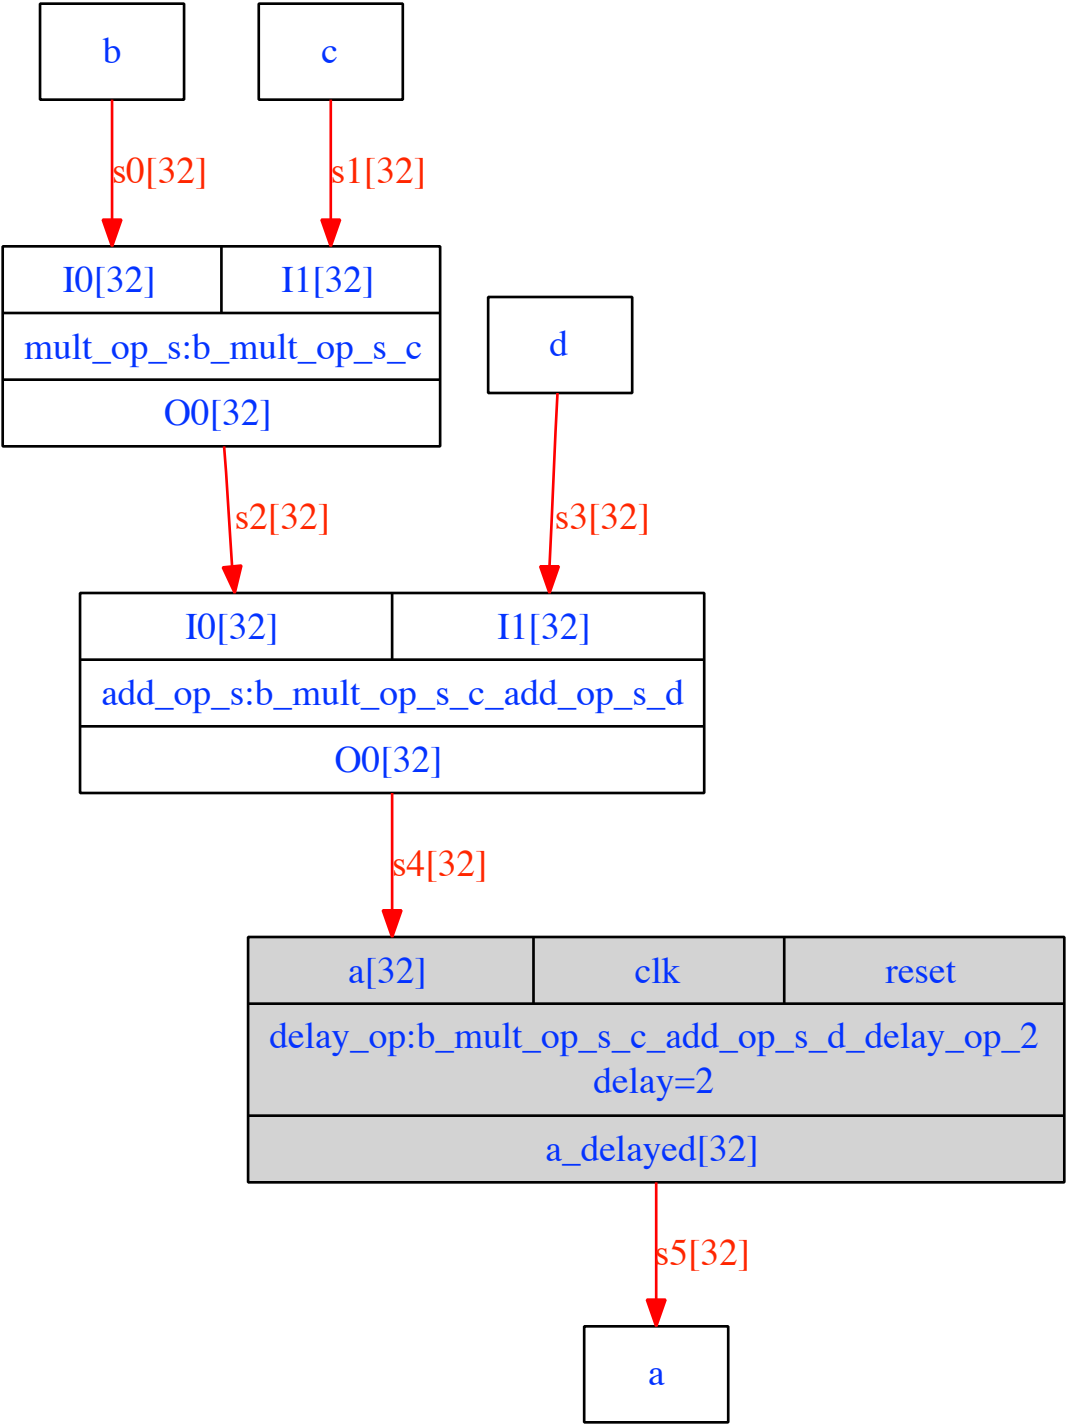 b
c
s0[32]
s1[32]
I0[32]
I1[32]
mult_op_s:b_mult_op_s_c
O0[32]
d
s2[32]
s3[32]
I0[32]
I1[32]
add_op_s:b_mult_op_s_c_add_op_s_d
O0[32]
s4[32]
a[32]
clk
reset
delay_op:b_mult_op_s_c_add_op_s_d_delay_op_2
delay=2
a_delayed[32]
s5[32]
a